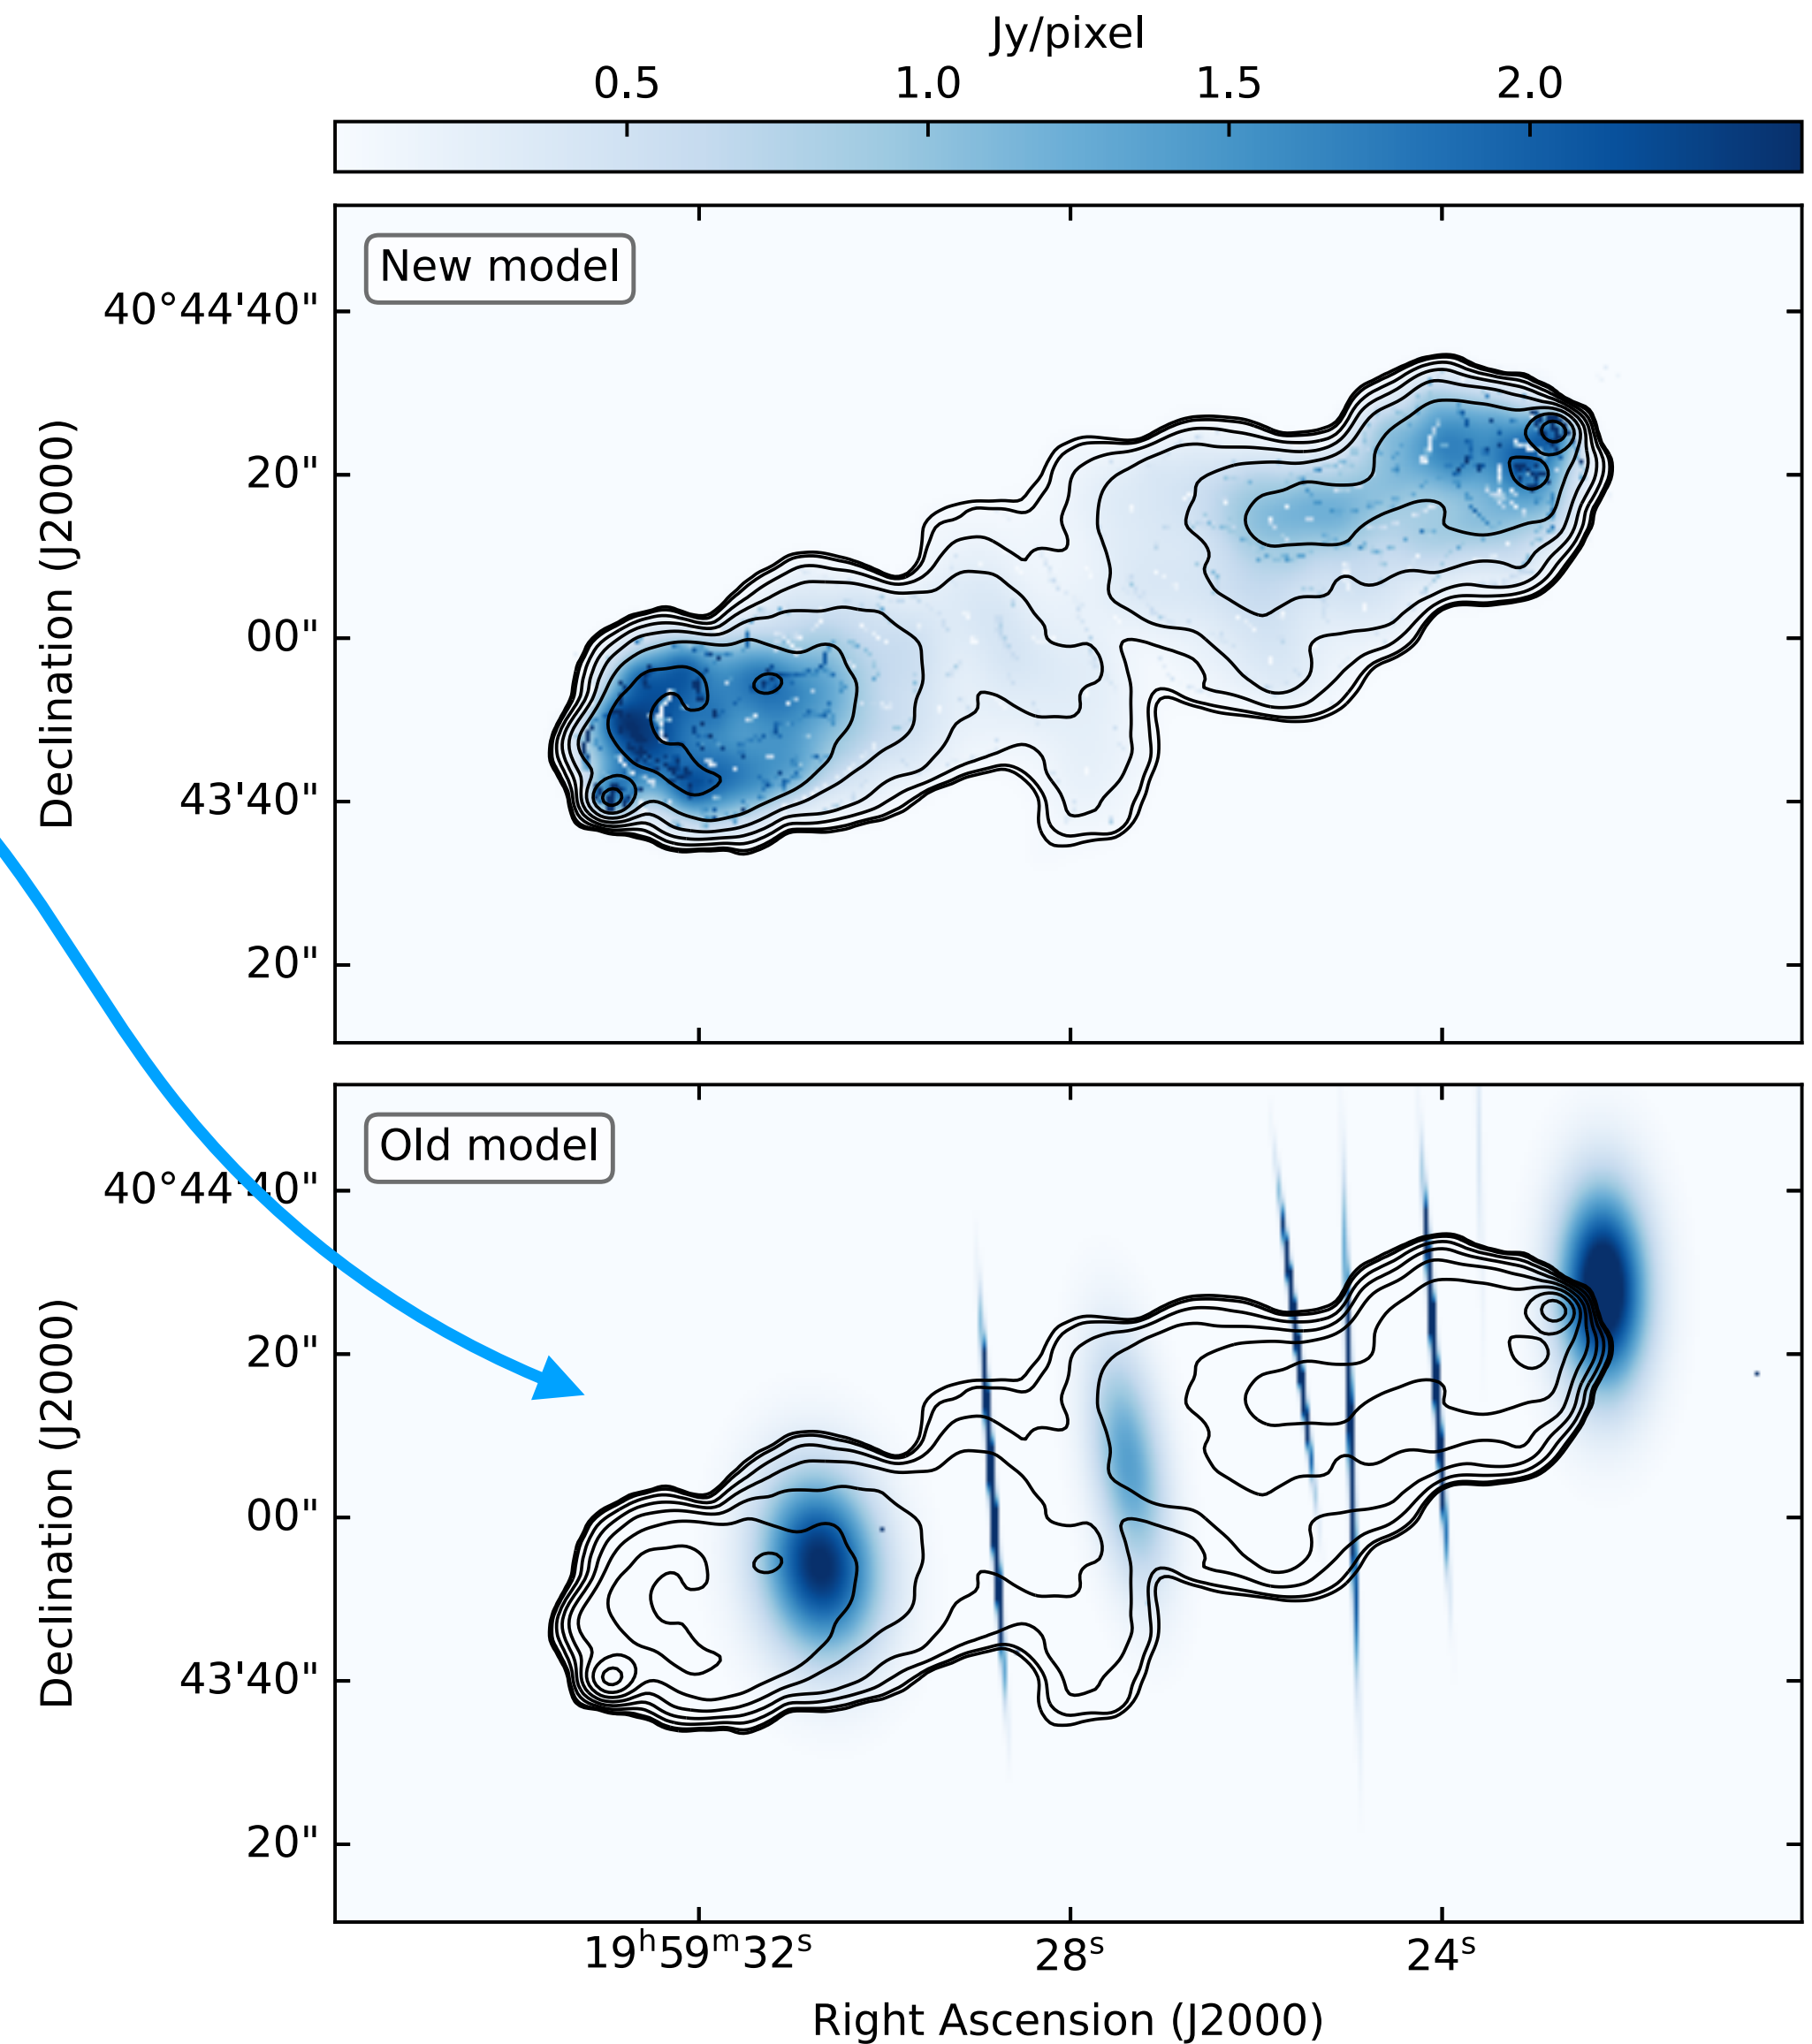 Jy/pixel
0.5 1.0 1.5 2.0
New model
40°44'40"
20"
00"
43'40"
20"
Declination (J2000)
Old model
40°44'40"
20"
00"
43'40"
20"
Declination (J2000)
19ʰ59ᵐ32ˢ 28ˢ 24ˢ
Right Ascension (J2000)